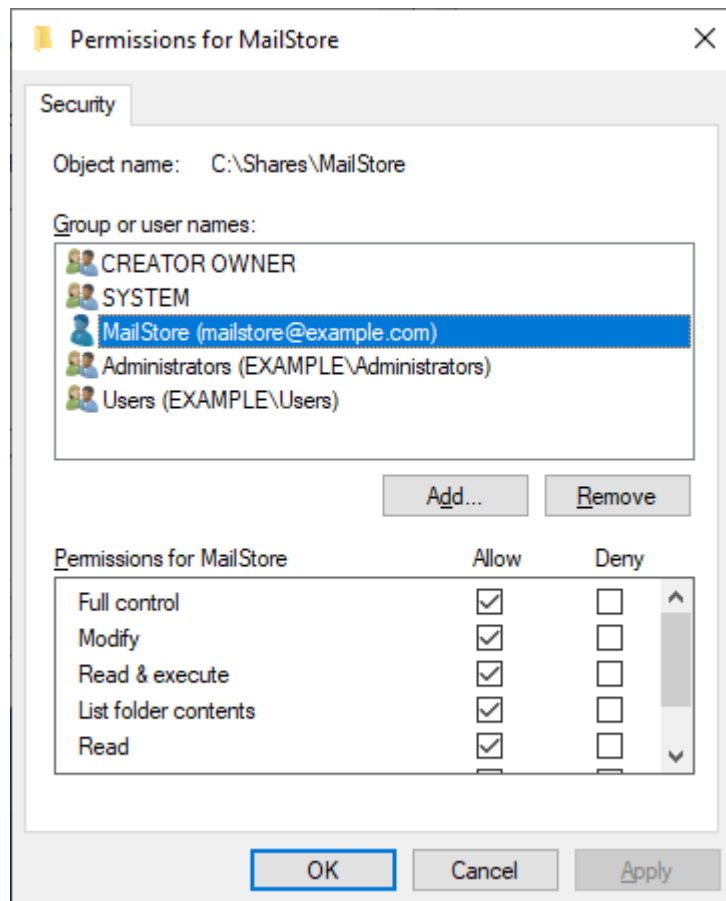 Permissions for MailStore
Security
Object name: C:\Shares\MailStore
Group or user names:
CREATOR OWNER
SYSTEM
MailStore (mailstore@example.com)
Administrators (EXAMPLE\Administrators)
Users (EXAMPLE\Users)
Add... Remove
Permissions for MailStore Allow Deny
Full control
Modify
Read & execute
List folder contents
Read
OK Cancel Apply